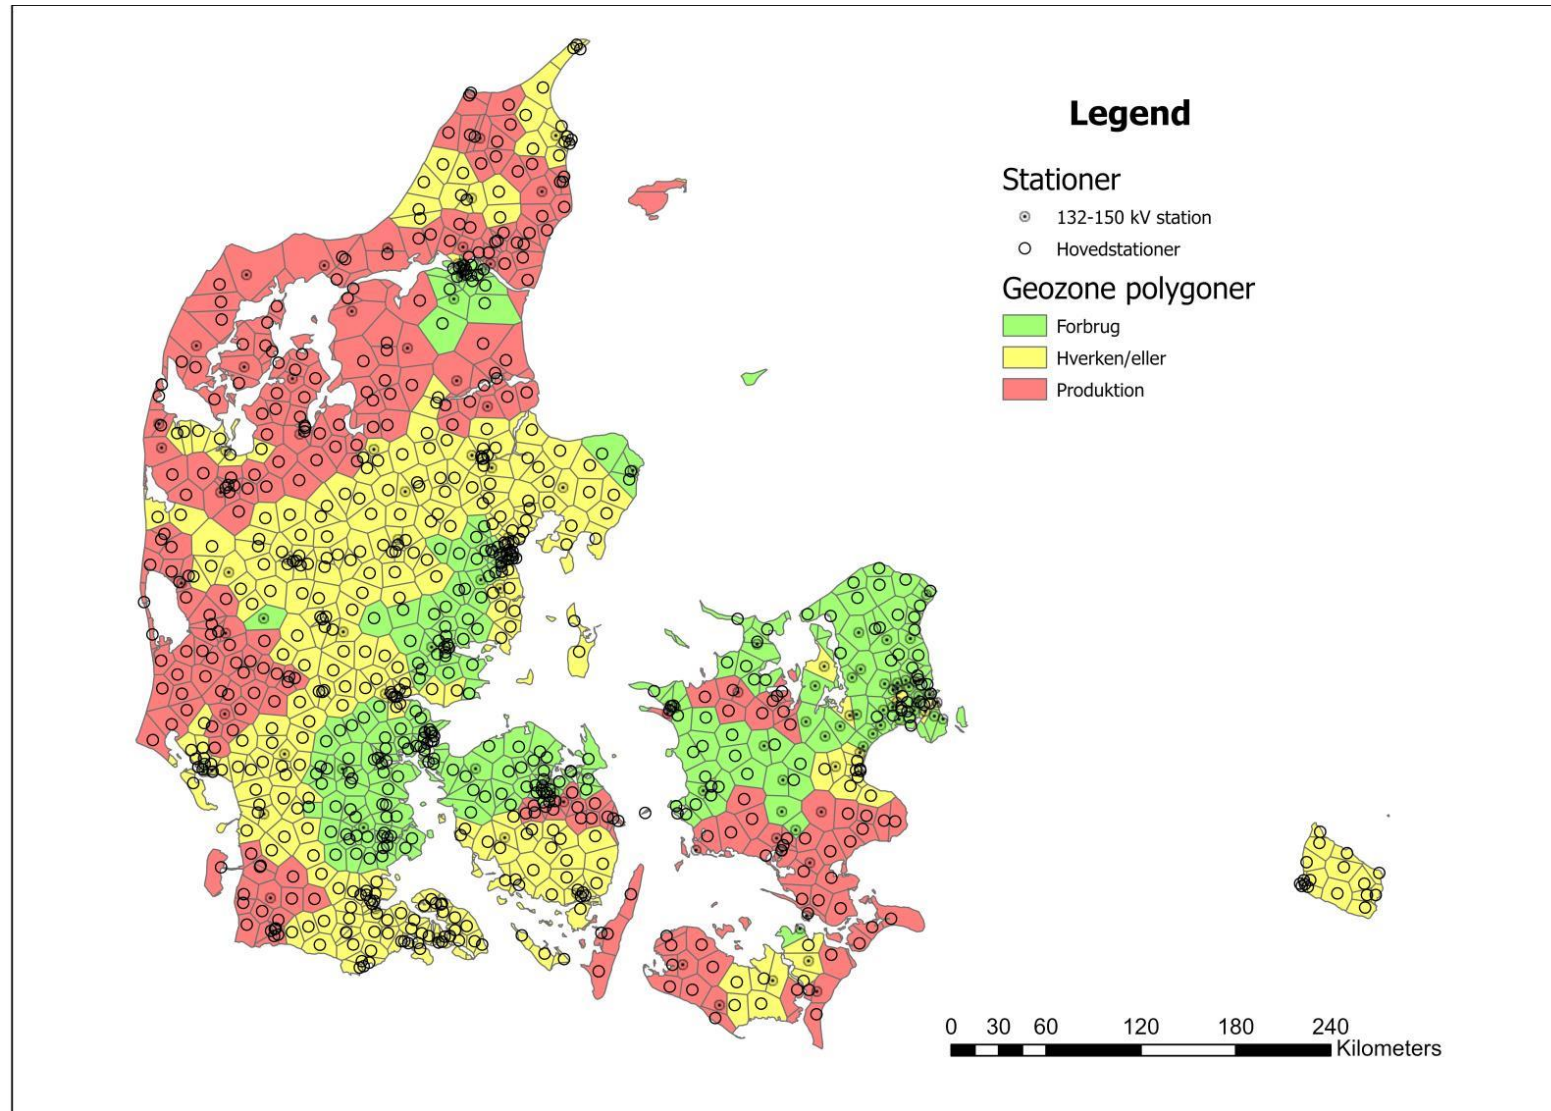 Legend
Stationer
132-150 kV station
Hovedstationer
Geozone polygoner
Forbrug
Hverken/eller
Produktion
0 30 60 120 180 240
Kilometers